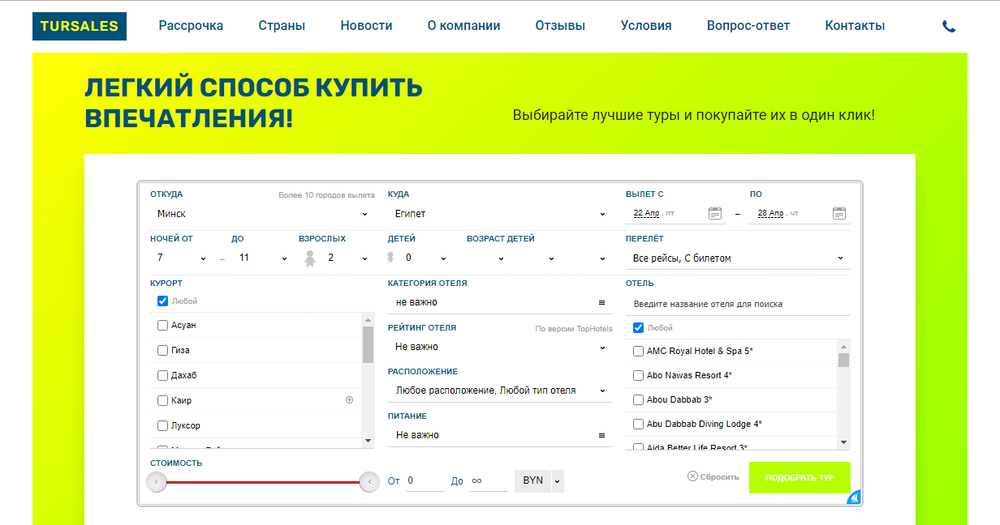 TURSALES Рассрочка Страны Новости О компании Отзывы Условия Вопрос-ответ Контакты
ЛЕГКИЙ СПОСОБ КУПИТЬ
ВПЕЧАТЛЕНИЯ!
Выбирайте лучшие туры и покупайте их в один клик!
ОТКУДА Более 10 городов вылета КУДА ВЫЛЕТ С ПО
Минск Египет 22 Апр , пт – 28 Апр , чт
НОЧЕЙ ОТ ДО ВЗРОСЛЫХ ДЕТЕЙ ВОЗРАСТ ДЕТЕЙ ПЕРЕЛЁТ
7 – 11 2 0 Все рейсы, С билетом
КУРОРТ КАТЕГОРИЯ ОТЕЛЯ ОТЕЛЬ
Любой не важно Введите название отеля для поиска
Асуан РЕЙТИНГ ОТЕЛЯ По версии TopHotels Любой
Гиза Не важно AMC Royal Hotel & Spa 5*
Дахаб РАСПОЛОЖЕНИЕ Abo Nawas Resort 4*
Каир Любое расположение, Любой тип отеля Abou Dabbab 3*
Луксор ПИТАНИЕ Abu Dabbab Diving Lodge 4*
Не важно Aida Better Life Resort 3*
СТОИМОСТЬ
От 0 До ∞ BYN Сбросить ПОДОБРАТЬ ТУР